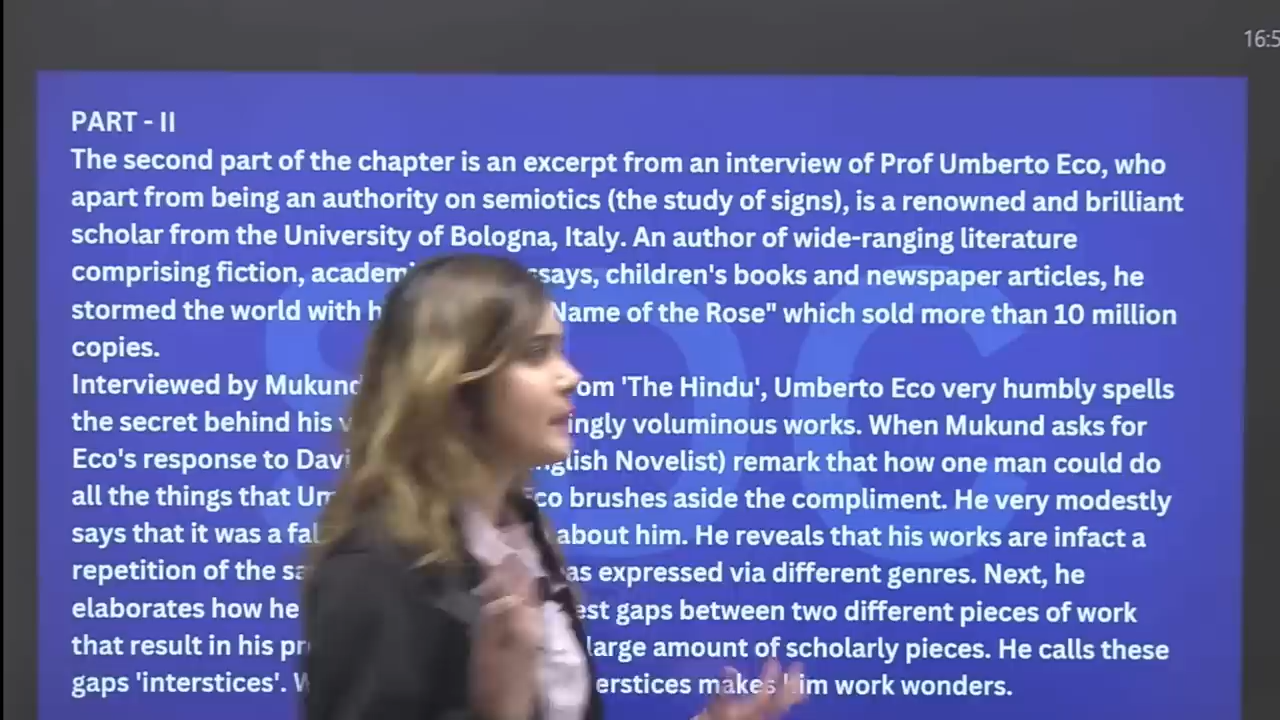 16:5
PART - II
The second part of the chapter is an excerpt from an interview of Prof Umberto Eco, who
apart from being an authority on semiotics (the study of signs), is a renowned and brilliant
scholar from the University of Bologna, Italy. An author of wide-ranging literature
comprising fiction, academi ssays, children's books and newspaper articles, he
stormed the world with h Name of the Rose" which sold more than 10 million
copies.
Interviewed by Mukund om 'The Hindu', Umberto Eco very humbly spells
the secret behind his v ingly voluminous works. When Mukund asks for
Eco's response to Davi nglish Novelist) remark that how one man could do
all the things that Um Eco brushes aside the compliment. He very modestly
says that it was a fal about him. He reveals that his works are infact a
repetition of the sa as expressed via different genres. Next, he
elaborates how he est gaps between two different pieces of work
that result in his pr large amount of scholarly pieces. He calls these
gaps 'interstices'. W erstices makes him work wonders.